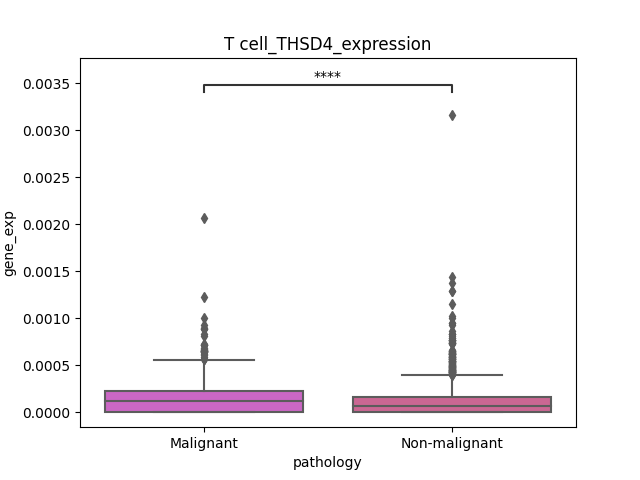 T cell_THSD4_expression
****
0.0035
0.0030
0.0025
0.0020
0.0015
0.0010
0.0005
0.0000
gene_exp
Malignant
Non-malignant
pathology